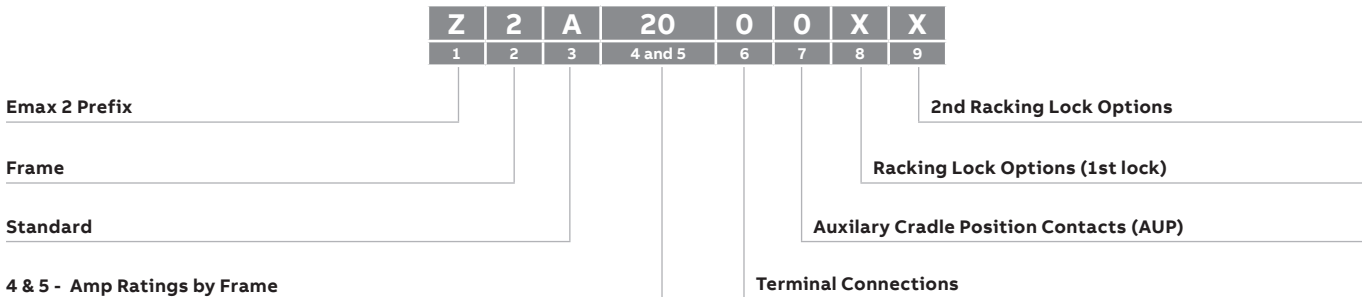 Z 2 A 20 0 0 X X
1 2 3 4 and 5 6 7 8 9
Emax 2 Prefix
2nd Racking Lock Options
Frame
Racking Lock Options (1st lock)
Standard
Auxilary Cradle Position Contacts (AUP)
4 & 5 - Amp Ratings by Frame
Terminal Connections